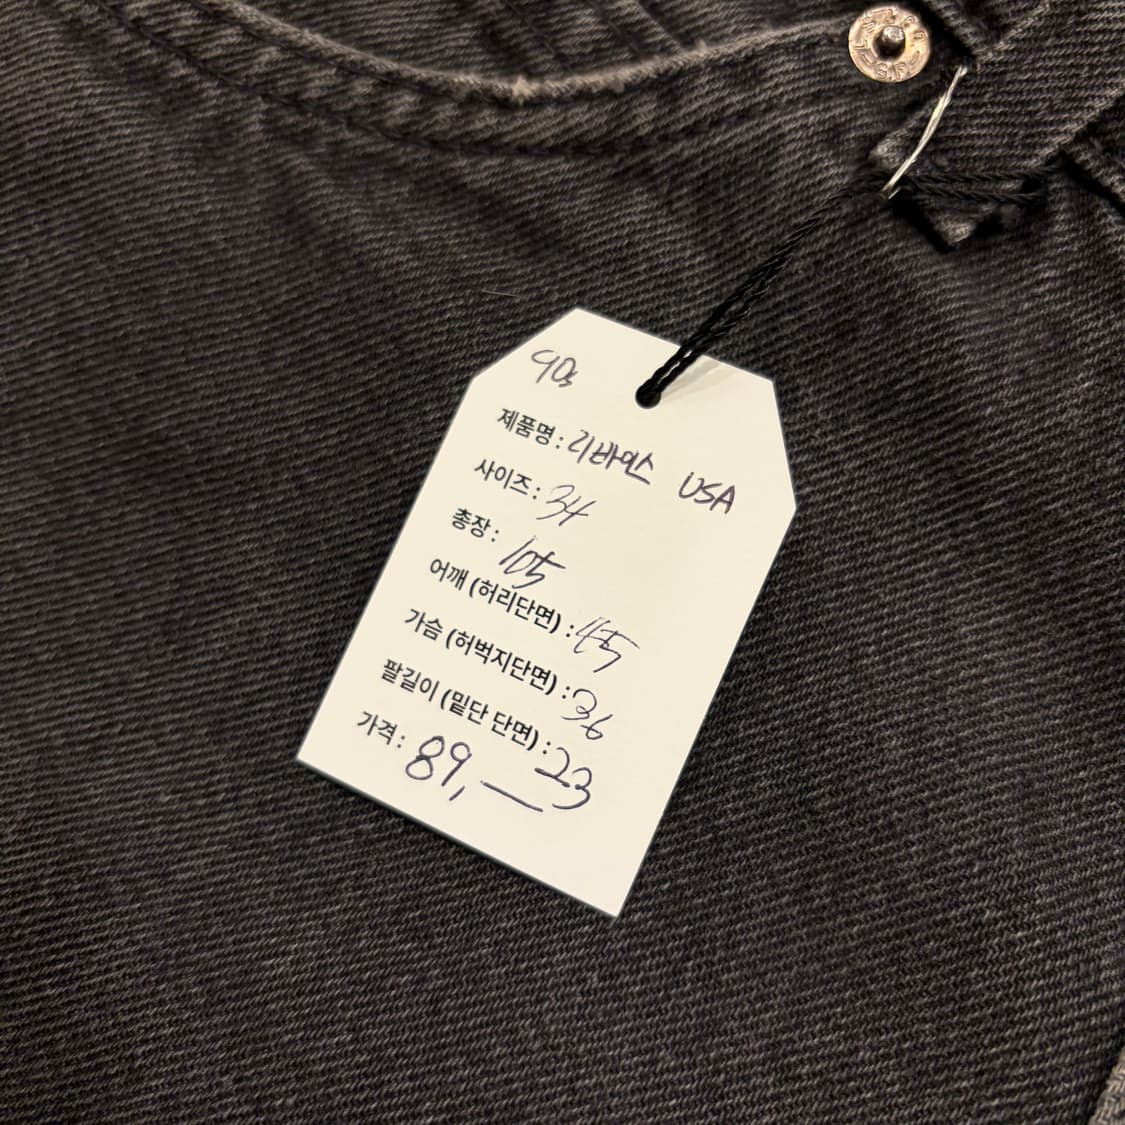 90s
제품명 : 리바이스 USA
사이즈 : 34
총장 : 105
어깨 (허리단면) : 45
가슴 (허벅지단면) : 36
팔길이 (밑단 단면) : 23
가격 : 89,—